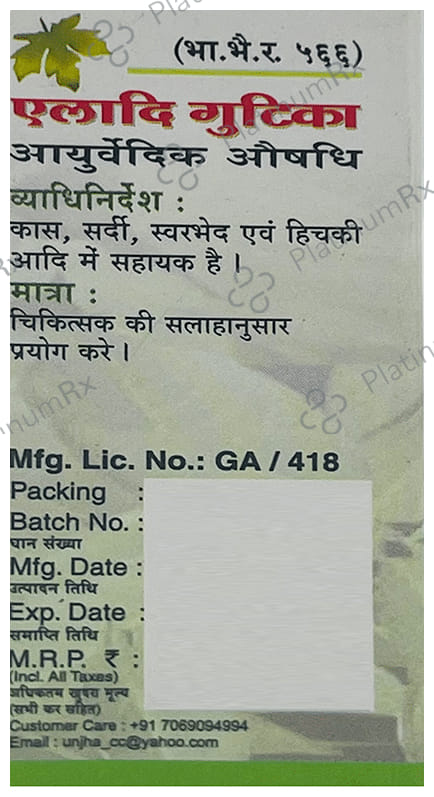 (भा.भै.र. ५६६)
एलादि गुटिका
आयुर्वेदिक औषधि
व्याधिनिर्देश :
कास, सर्दी, स्वरभेद एवं हिचकी
आदि में सहायक है ।
मात्रा :
चिकित्सक की सलाहानुसार
प्रयोग करे ।
Mfg. Lic. No.: GA / 418
Packing :
Batch No. :
घान संख्या
Mfg. Date :
उत्पादन तिथि
Exp. Date :
समाप्ति तिथि
M.R.P. ₹ :
(Incl. All Taxes)
अधिकतम खुदरा मूल्य
(सभी कर सहित)
Customer Care : +91 7069094994
Email : unjha_cc@yahoo.com
PlatinumRx